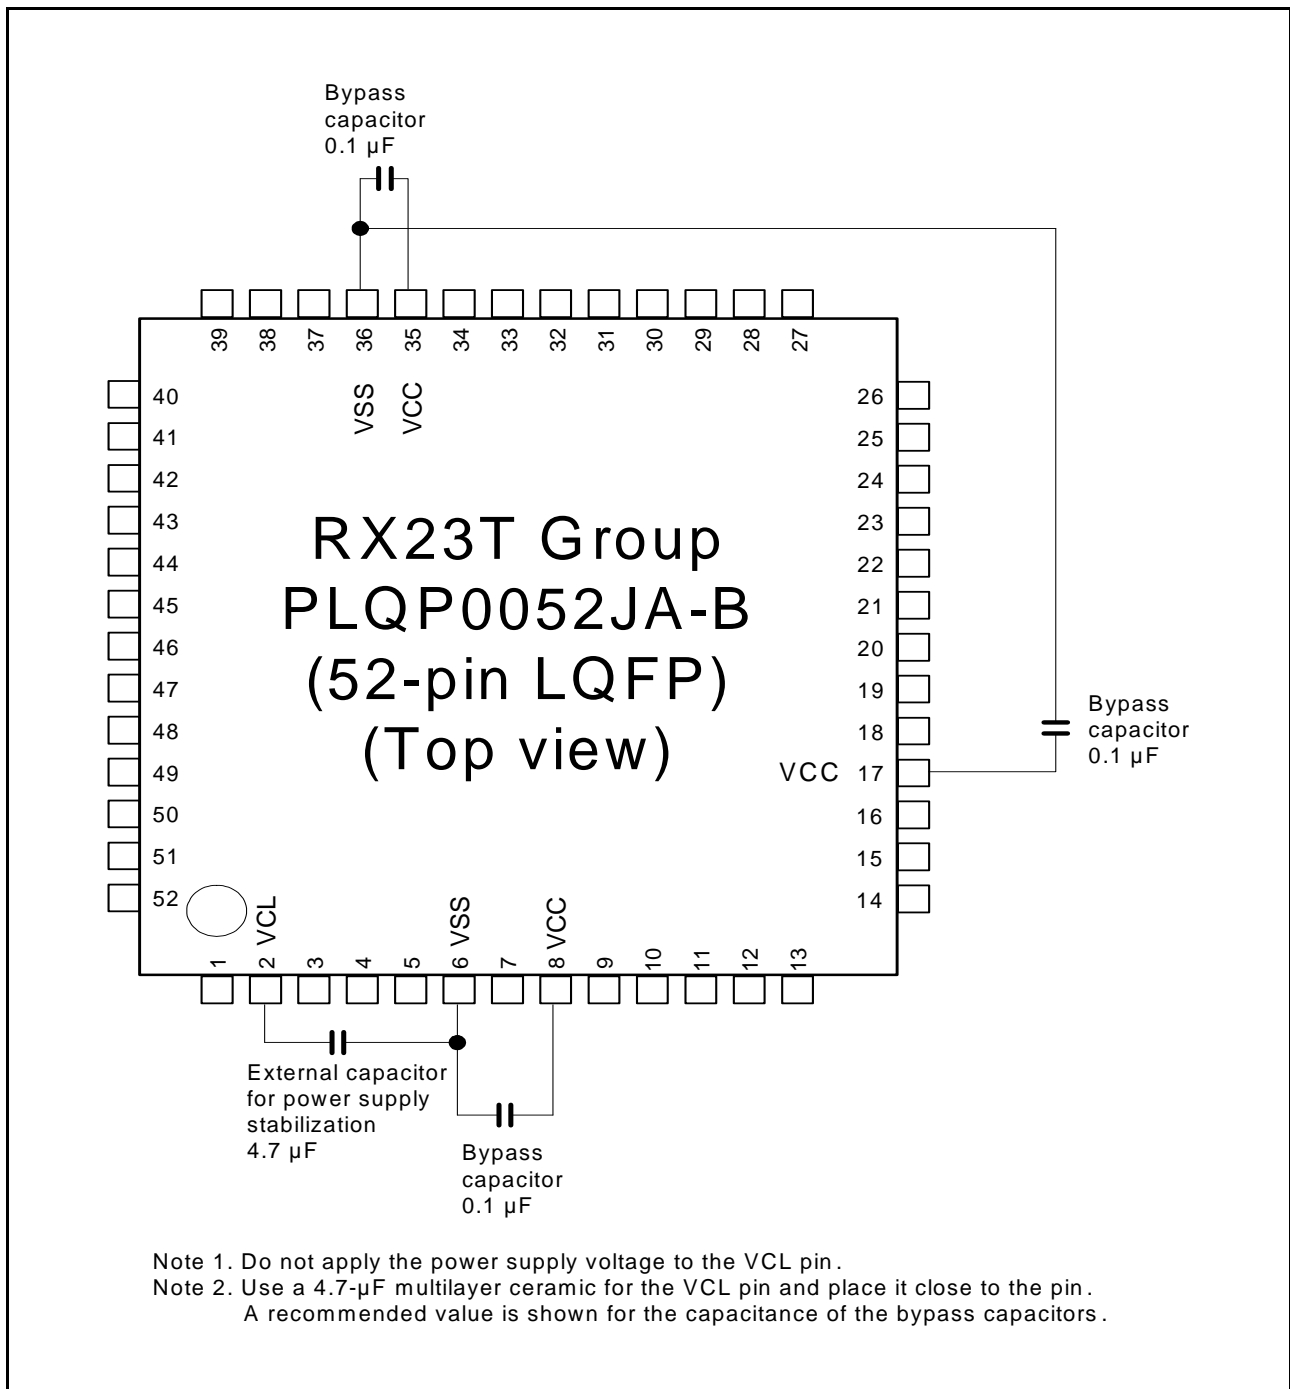 Bypass
capacitor
0.1 µF
39 38 37 36 35 34 33 32 31 30 29 28 27
VSS VCC
40
41
42
43
44
45
46
47
48
49
50
51
52
26
25
24
23
22
21
20
19
18
VCC 17
16
15
14
RX23T Group
PLQP0052JA-B
(52-pin LQFP)
(Top view)
Bypass
capacitor
0.1 µF
VCL VSS VCC
1 2 3 4 5 6 7 8 9 10 11 12 13
External capacitor
for power supply
stabilization
4.7 µF
Bypass
capacitor
0.1 µF
Note 1. Do not apply the power supply voltage to the VCL pin.
Note 2. Use a 4.7-µF multilayer ceramic for the VCL pin and place it close to the pin.
A recommended value is shown for the capacitance of the bypass capacitors.